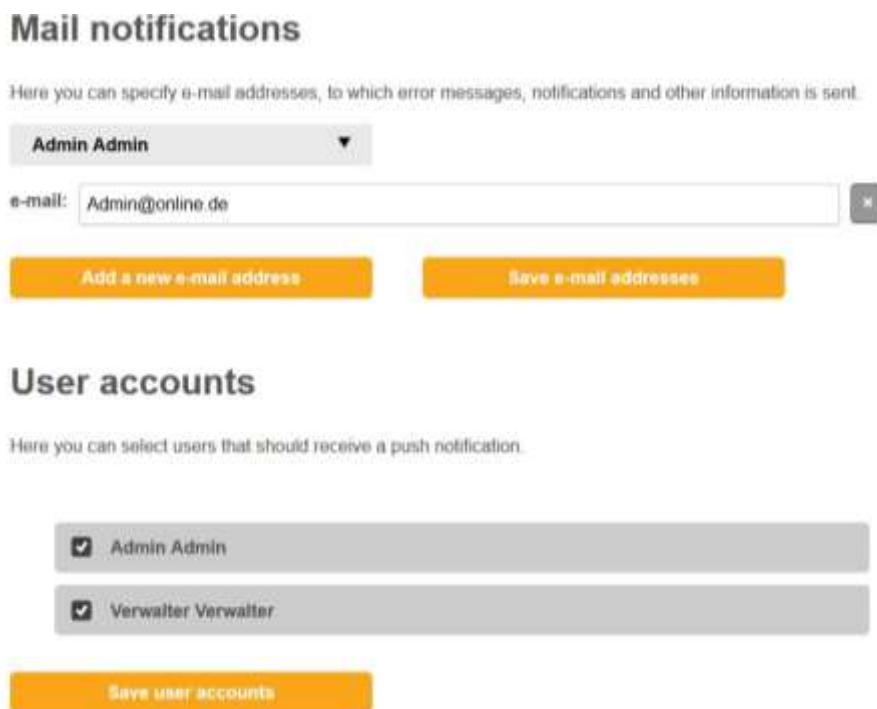 Mail notifications
Here you can specify e-mail addresses, to which error messages, notifications and other information is sent.
Admin Admin ▼
e-mail: Admin@online.de ×
Add a new e-mail address Save e-mail addresses
User accounts
Here you can select users that should receive a push notification.
Admin Admin
Verwalter Verwalter
Save user accounts